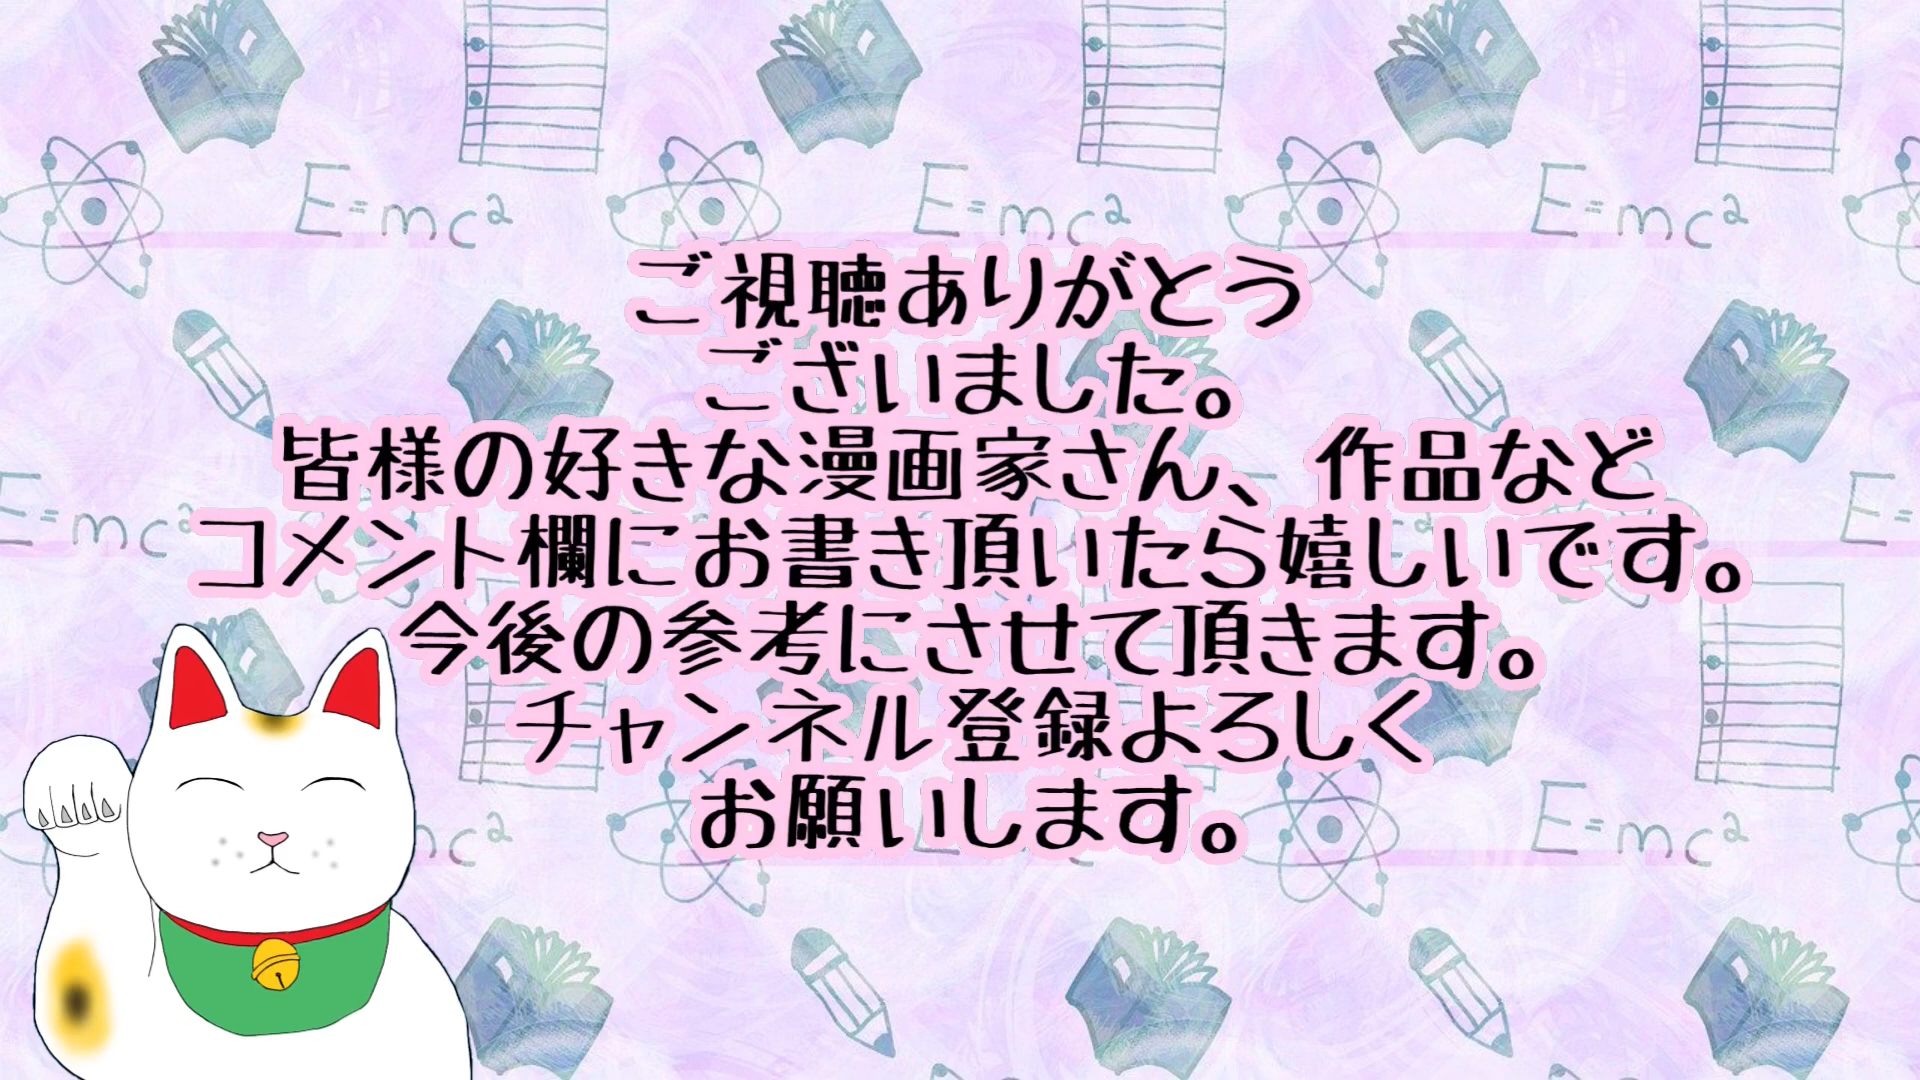 E=mc²
E=mc²
E=mc²
ご視聴ありがとう
ございました。
皆様の好きな漫画家さん、作品など
コメント欄にお書き頂いたら嬉しいです。
今後の参考にさせて頂きます。
チャンネル登録よろしく
お願いします。
E=mc
E=mc²